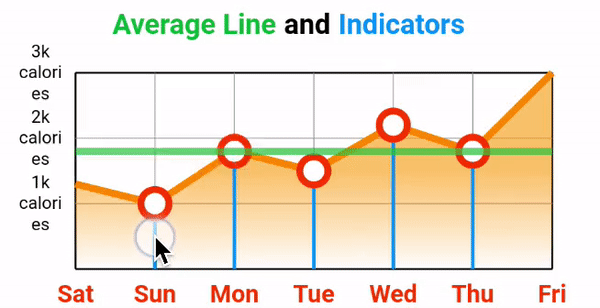 Average Line and Indicators
3k
calori
es
2k
calori
es
1k
calori
es
Sat Sun Mon Tue Wed Thu Fri